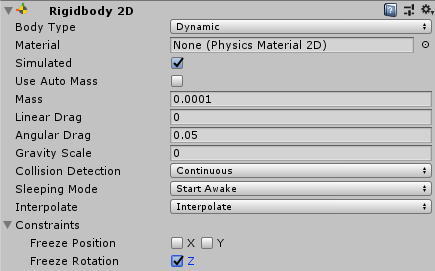 Rigidbody 2D
Body Type Dynamic
Material None (Physics Material 2D)
Simulated
Use Auto Mass
Mass 0.0001
Linear Drag 0
Angular Drag 0.05
Gravity Scale 0
Collision Detection Continuous
Sleeping Mode Start Awake
Interpolate Interpolate
Constraints
Freeze Position X Y
Freeze Rotation Z